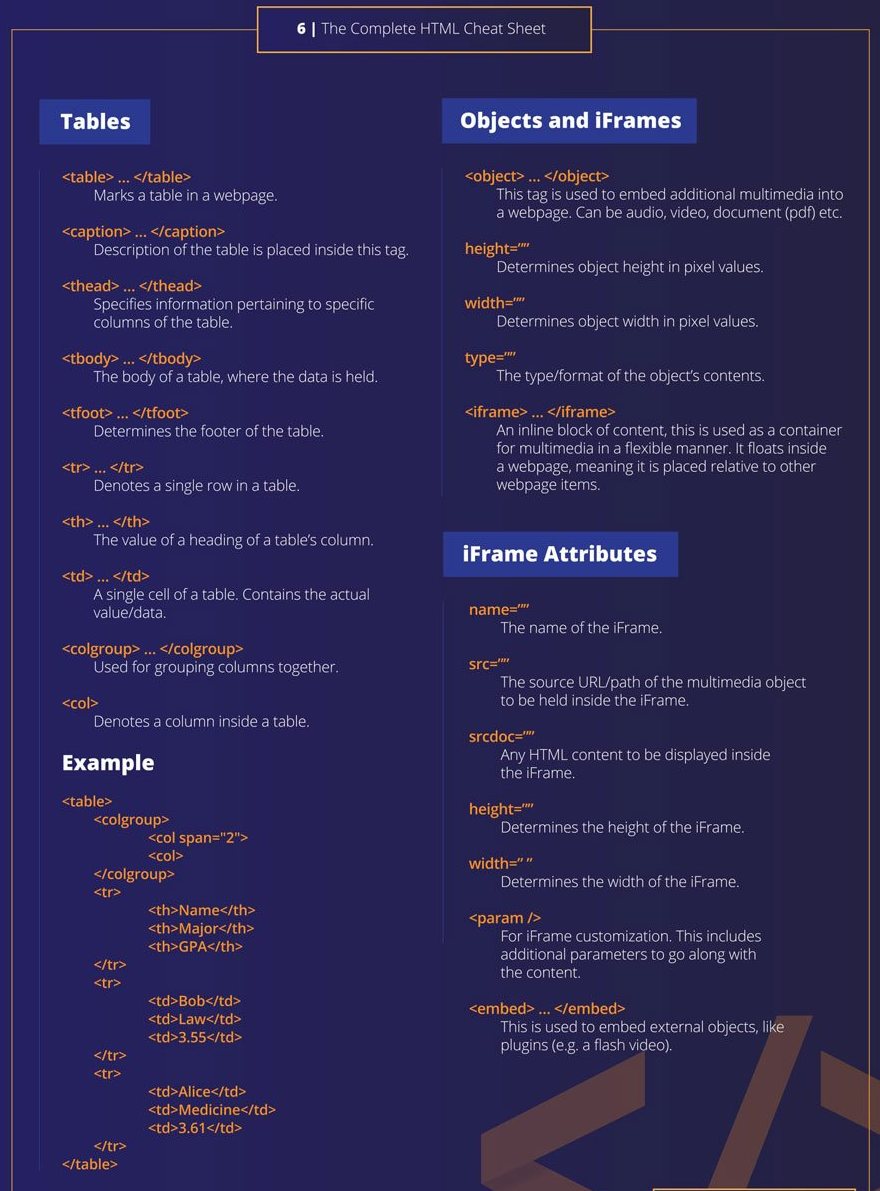 6 | The Complete HTML Cheat Sheet
Tables
<table> ... </table>
Marks a table in a webpage.
<caption> ... </caption>
Description of the table is placed inside this tag.
<thead> ... </thead>
Specifies information pertaining to specific
columns of the table.
<tbody> ... </tbody>
The body of a table, where the data is held.
<tfoot> ... </tfoot>
Determines the footer of the table.
<tr> ... </tr>
Denotes a single row in a table.
<th> ... </th>
The value of a heading of a table’s column.
<td> ... </td>
A single cell of a table. Contains the actual
value/data.
<colgroup> ... </colgroup>
Used for grouping columns together.
<col>
Denotes a column inside a table.
Example
<table>
<colgroup>
<col span="2">
<col>
</colgroup>
<tr>
<th>Name</th>
<th>Major</th>
<th>GPA</th>
</tr>
<tr>
<td>Bob</td>
<td>Law</td>
<td>3.55</td>
</tr>
<tr>
<td>Alice</td>
<td>Medicine</td>
<td>3.61</td>
</tr>
</table>
Objects and iFrames
<object> ... </object>
This tag is used to embed additional multimedia into
a webpage. Can be audio, video, document (pdf) etc.
height=””
Determines object height in pixel values.
width=””
Determines object width in pixel values.
type=””
The type/format of the object’s contents.
<iframe> ... </iframe>
An inline block of content, this is used as a container
for multimedia in a flexible manner. It floats inside
a webpage, meaning it is placed relative to other
webpage items.
iFrame Attributes
name=””
The name of the iFrame.
src=””
The source URL/path of the multimedia object
to be held inside the iFrame.
srcdoc=””
Any HTML content to be displayed inside
the iFrame.
height=””
Determines the height of the iFrame.
width=” ”
Determines the width of the iFrame.
<param />
For iFrame customization. This includes
additional parameters to go along with
the content.
<embed> ... </embed>
This is used to embed external objects, like
plugins (e.g. a flash video).